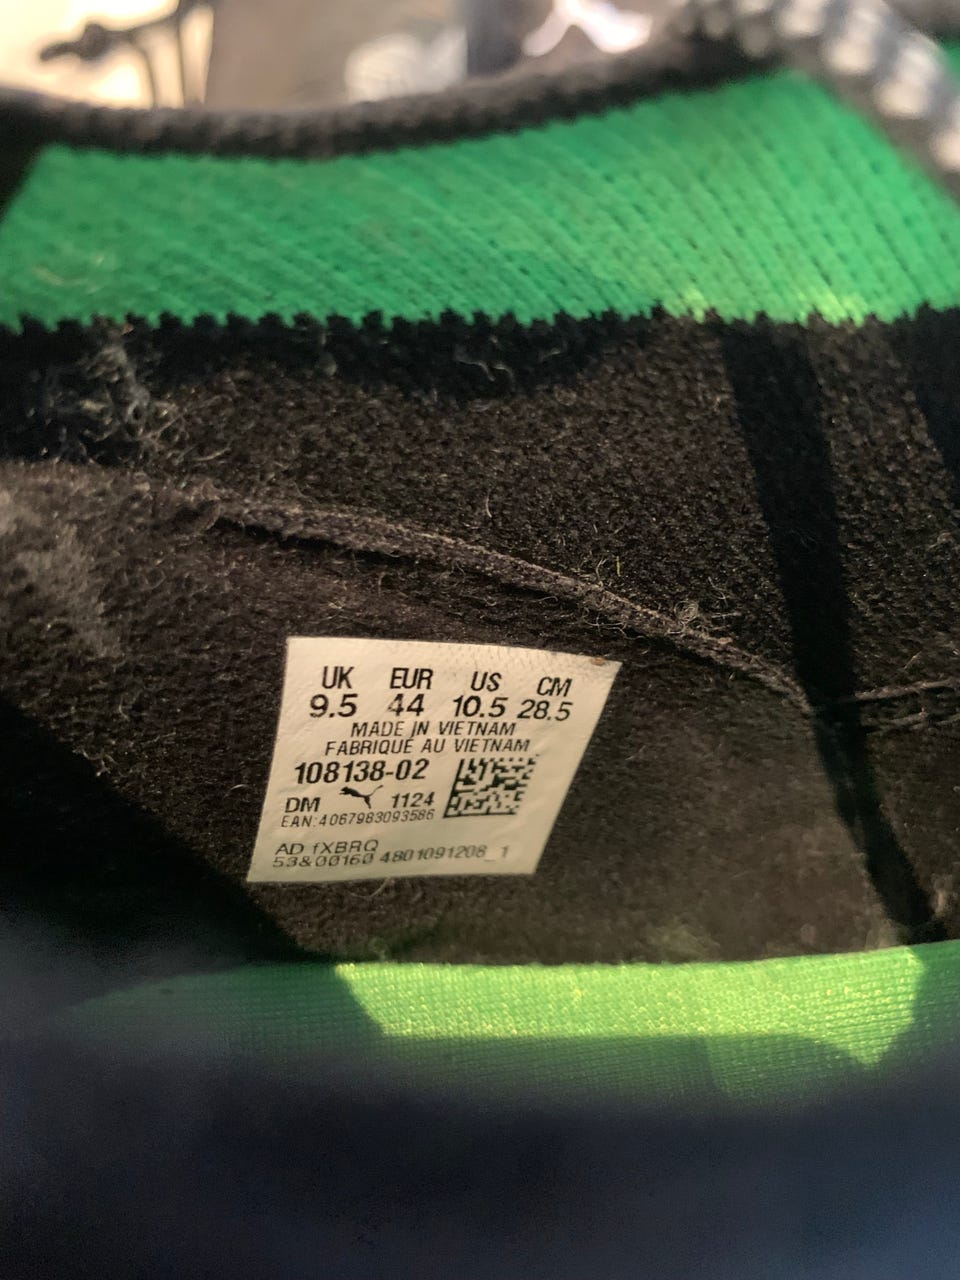 UK EUR US CM
9.5 44 10.5 28.5
MADE IN VIETNAM
FABRIQUE AU VIETNAM
108138-02
DM 1124
EAN:4067983093586
AD fXBRQ
53&00160 4801091208_1